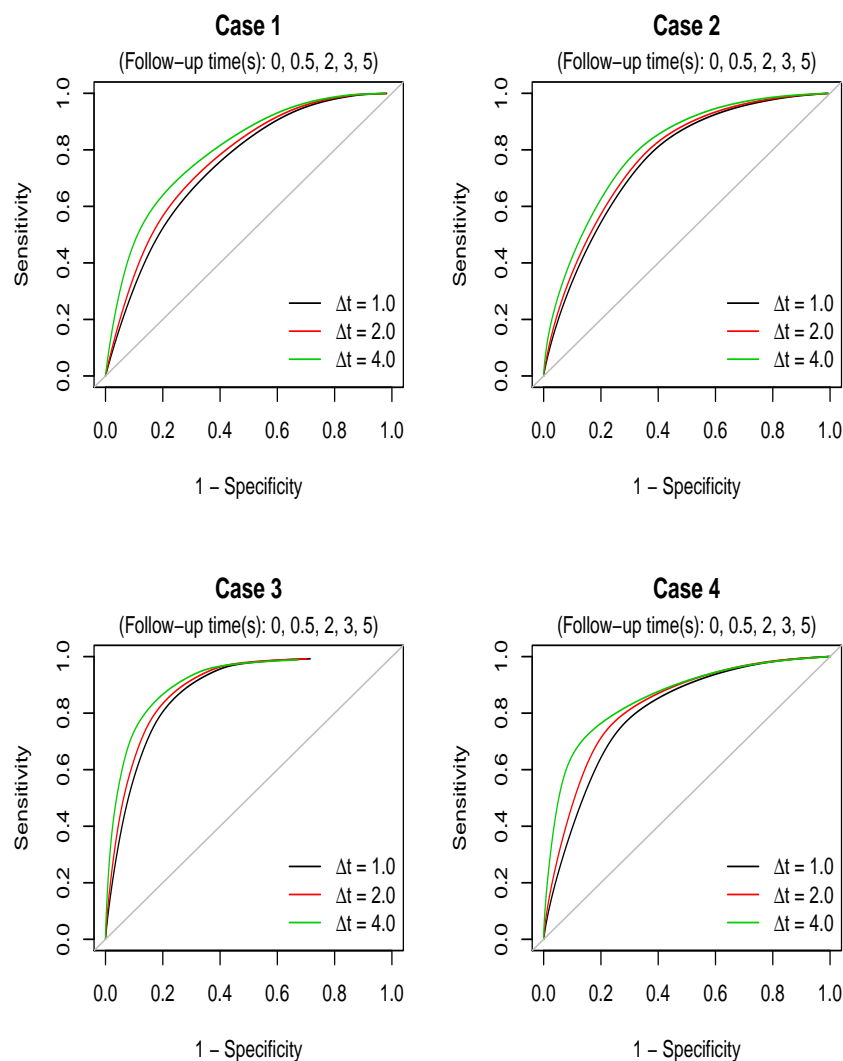 Case 1
(Follow−up time(s): 0, 0.5, 2, 3, 5)
Sensitivity
0.0 0.2 0.4 0.6 0.8 1.0
Δt = 1.0
Δt = 2.0
Δt = 4.0
0.0 0.2 0.4 0.6 0.8 1.0
1 − Specificity
Case 2
(Follow−up time(s): 0, 0.5, 2, 3, 5)
Sensitivity
0.0 0.2 0.4 0.6 0.8 1.0
Δt = 1.0
Δt = 2.0
Δt = 4.0
0.0 0.2 0.4 0.6 0.8 1.0
1 − Specificity
Case 3
(Follow−up time(s): 0, 0.5, 2, 3, 5)
Sensitivity
0.0 0.2 0.4 0.6 0.8 1.0
Δt = 1.0
Δt = 2.0
Δt = 4.0
0.0 0.2 0.4 0.6 0.8 1.0
1 − Specificity
Case 4
(Follow−up time(s): 0, 0.5, 2, 3, 5)
Sensitivity
0.0 0.2 0.4 0.6 0.8 1.0
Δt = 1.0
Δt = 2.0
Δt = 4.0
0.0 0.2 0.4 0.6 0.8 1.0
1 − Specificity